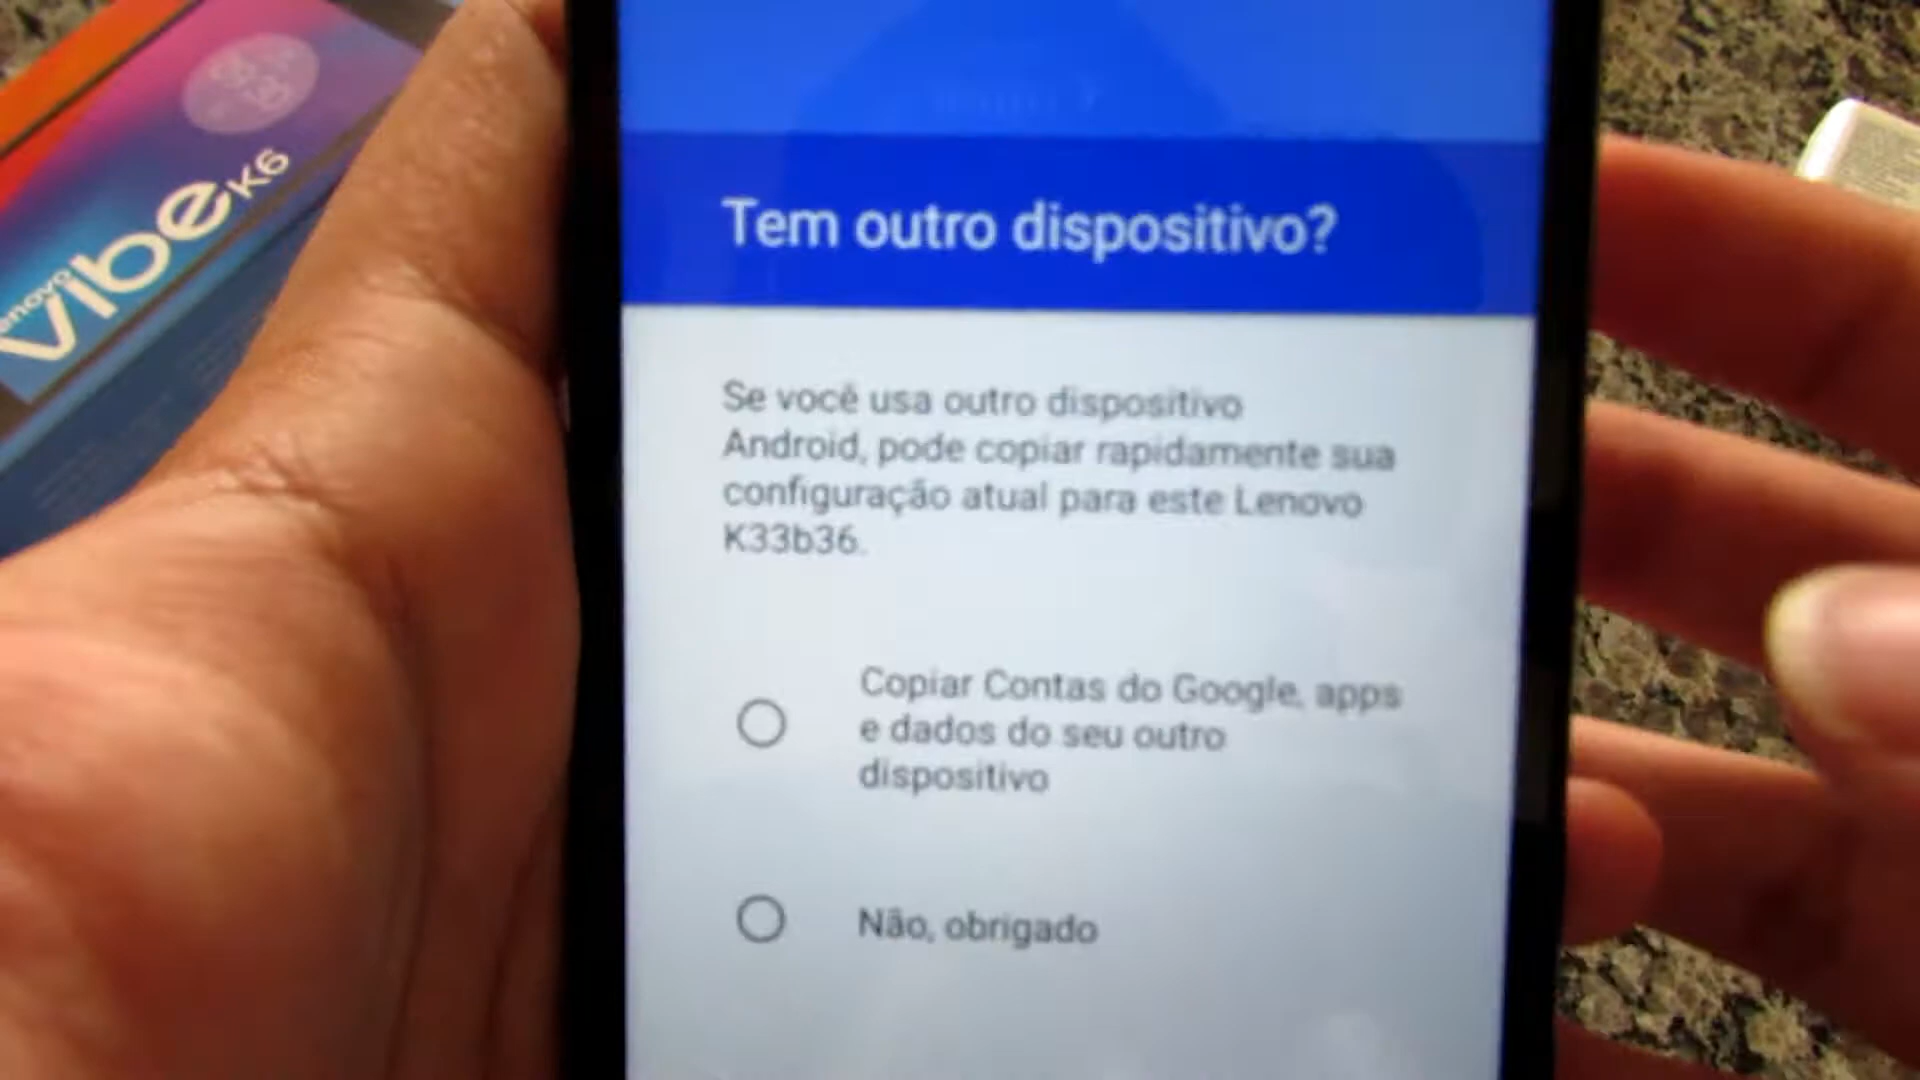 lenovo
vibe K6
Tem outro dispositivo?
Se você usa outro dispositivo
Android, pode copiar rapidamente sua
configuração atual para este Lenovo
K33b36.
Copiar Contas do Google, apps
e dados do seu outro
dispositivo
Não, obrigado